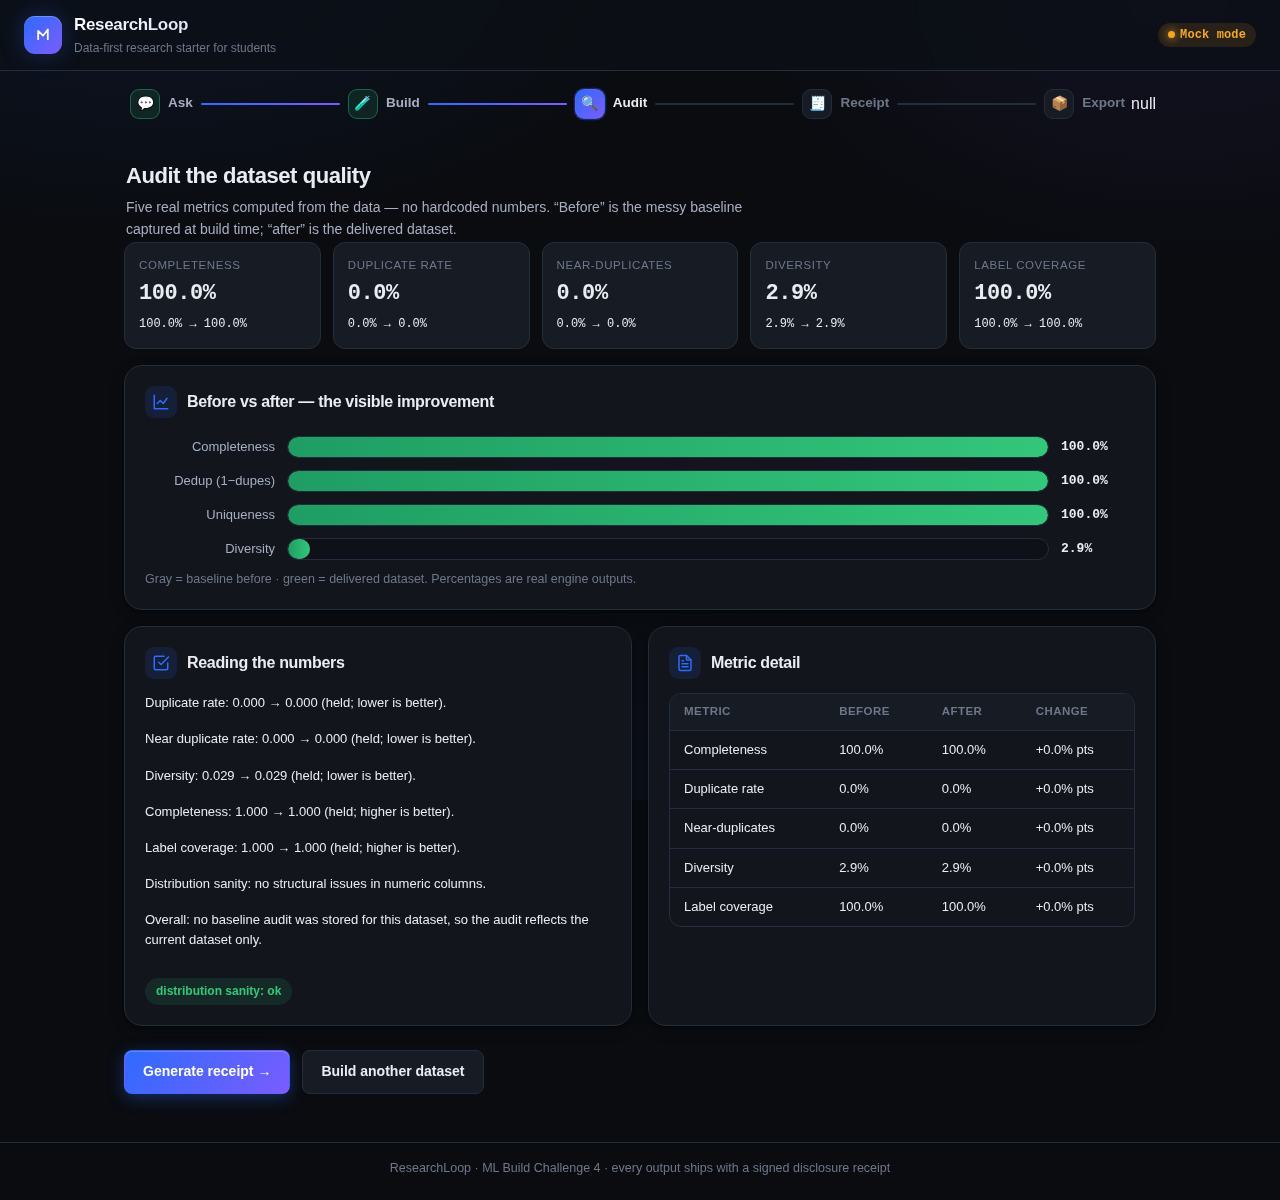 ResearchLoop
Data-first research starter for students
Mock mode
Ask
Build
Audit
Receipt
Export null
Audit the dataset quality
Five real metrics computed from the data — no hardcoded numbers. “Before” is the messy baseline
captured at build time; “after” is the delivered dataset.
COMPLETENESS
100.0%
100.0% → 100.0%
DUPLICATE RATE
0.0%
0.0% → 0.0%
NEAR-DUPLICATES
0.0%
0.0% → 0.0%
DIVERSITY
2.9%
2.9% → 2.9%
LABEL COVERAGE
100.0%
100.0% → 100.0%
Before vs after — the visible improvement
Completeness 100.0%
Dedup (1−dupes) 100.0%
Uniqueness 100.0%
Diversity 2.9%
Gray = baseline before · green = delivered dataset. Percentages are real engine outputs.
Reading the numbers
Duplicate rate: 0.000 → 0.000 (held; lower is better).
Near duplicate rate: 0.000 → 0.000 (held; lower is better).
Diversity: 0.029 → 0.029 (held; lower is better).
Completeness: 1.000 → 1.000 (held; higher is better).
Label coverage: 1.000 → 1.000 (held; higher is better).
Distribution sanity: no structural issues in numeric columns.
Overall: no baseline audit was stored for this dataset, so the audit reflects the
current dataset only.
distribution sanity: ok
Metric detail
METRIC BEFORE AFTER CHANGE
Completeness 100.0% 100.0% +0.0% pts
Duplicate rate 0.0% 0.0% +0.0% pts
Near-duplicates 0.0% 0.0% +0.0% pts
Diversity 2.9% 2.9% +0.0% pts
Label coverage 100.0% 100.0% +0.0% pts
Generate receipt →
Build another dataset
ResearchLoop · ML Build Challenge 4 · every output ships with a signed disclosure receipt